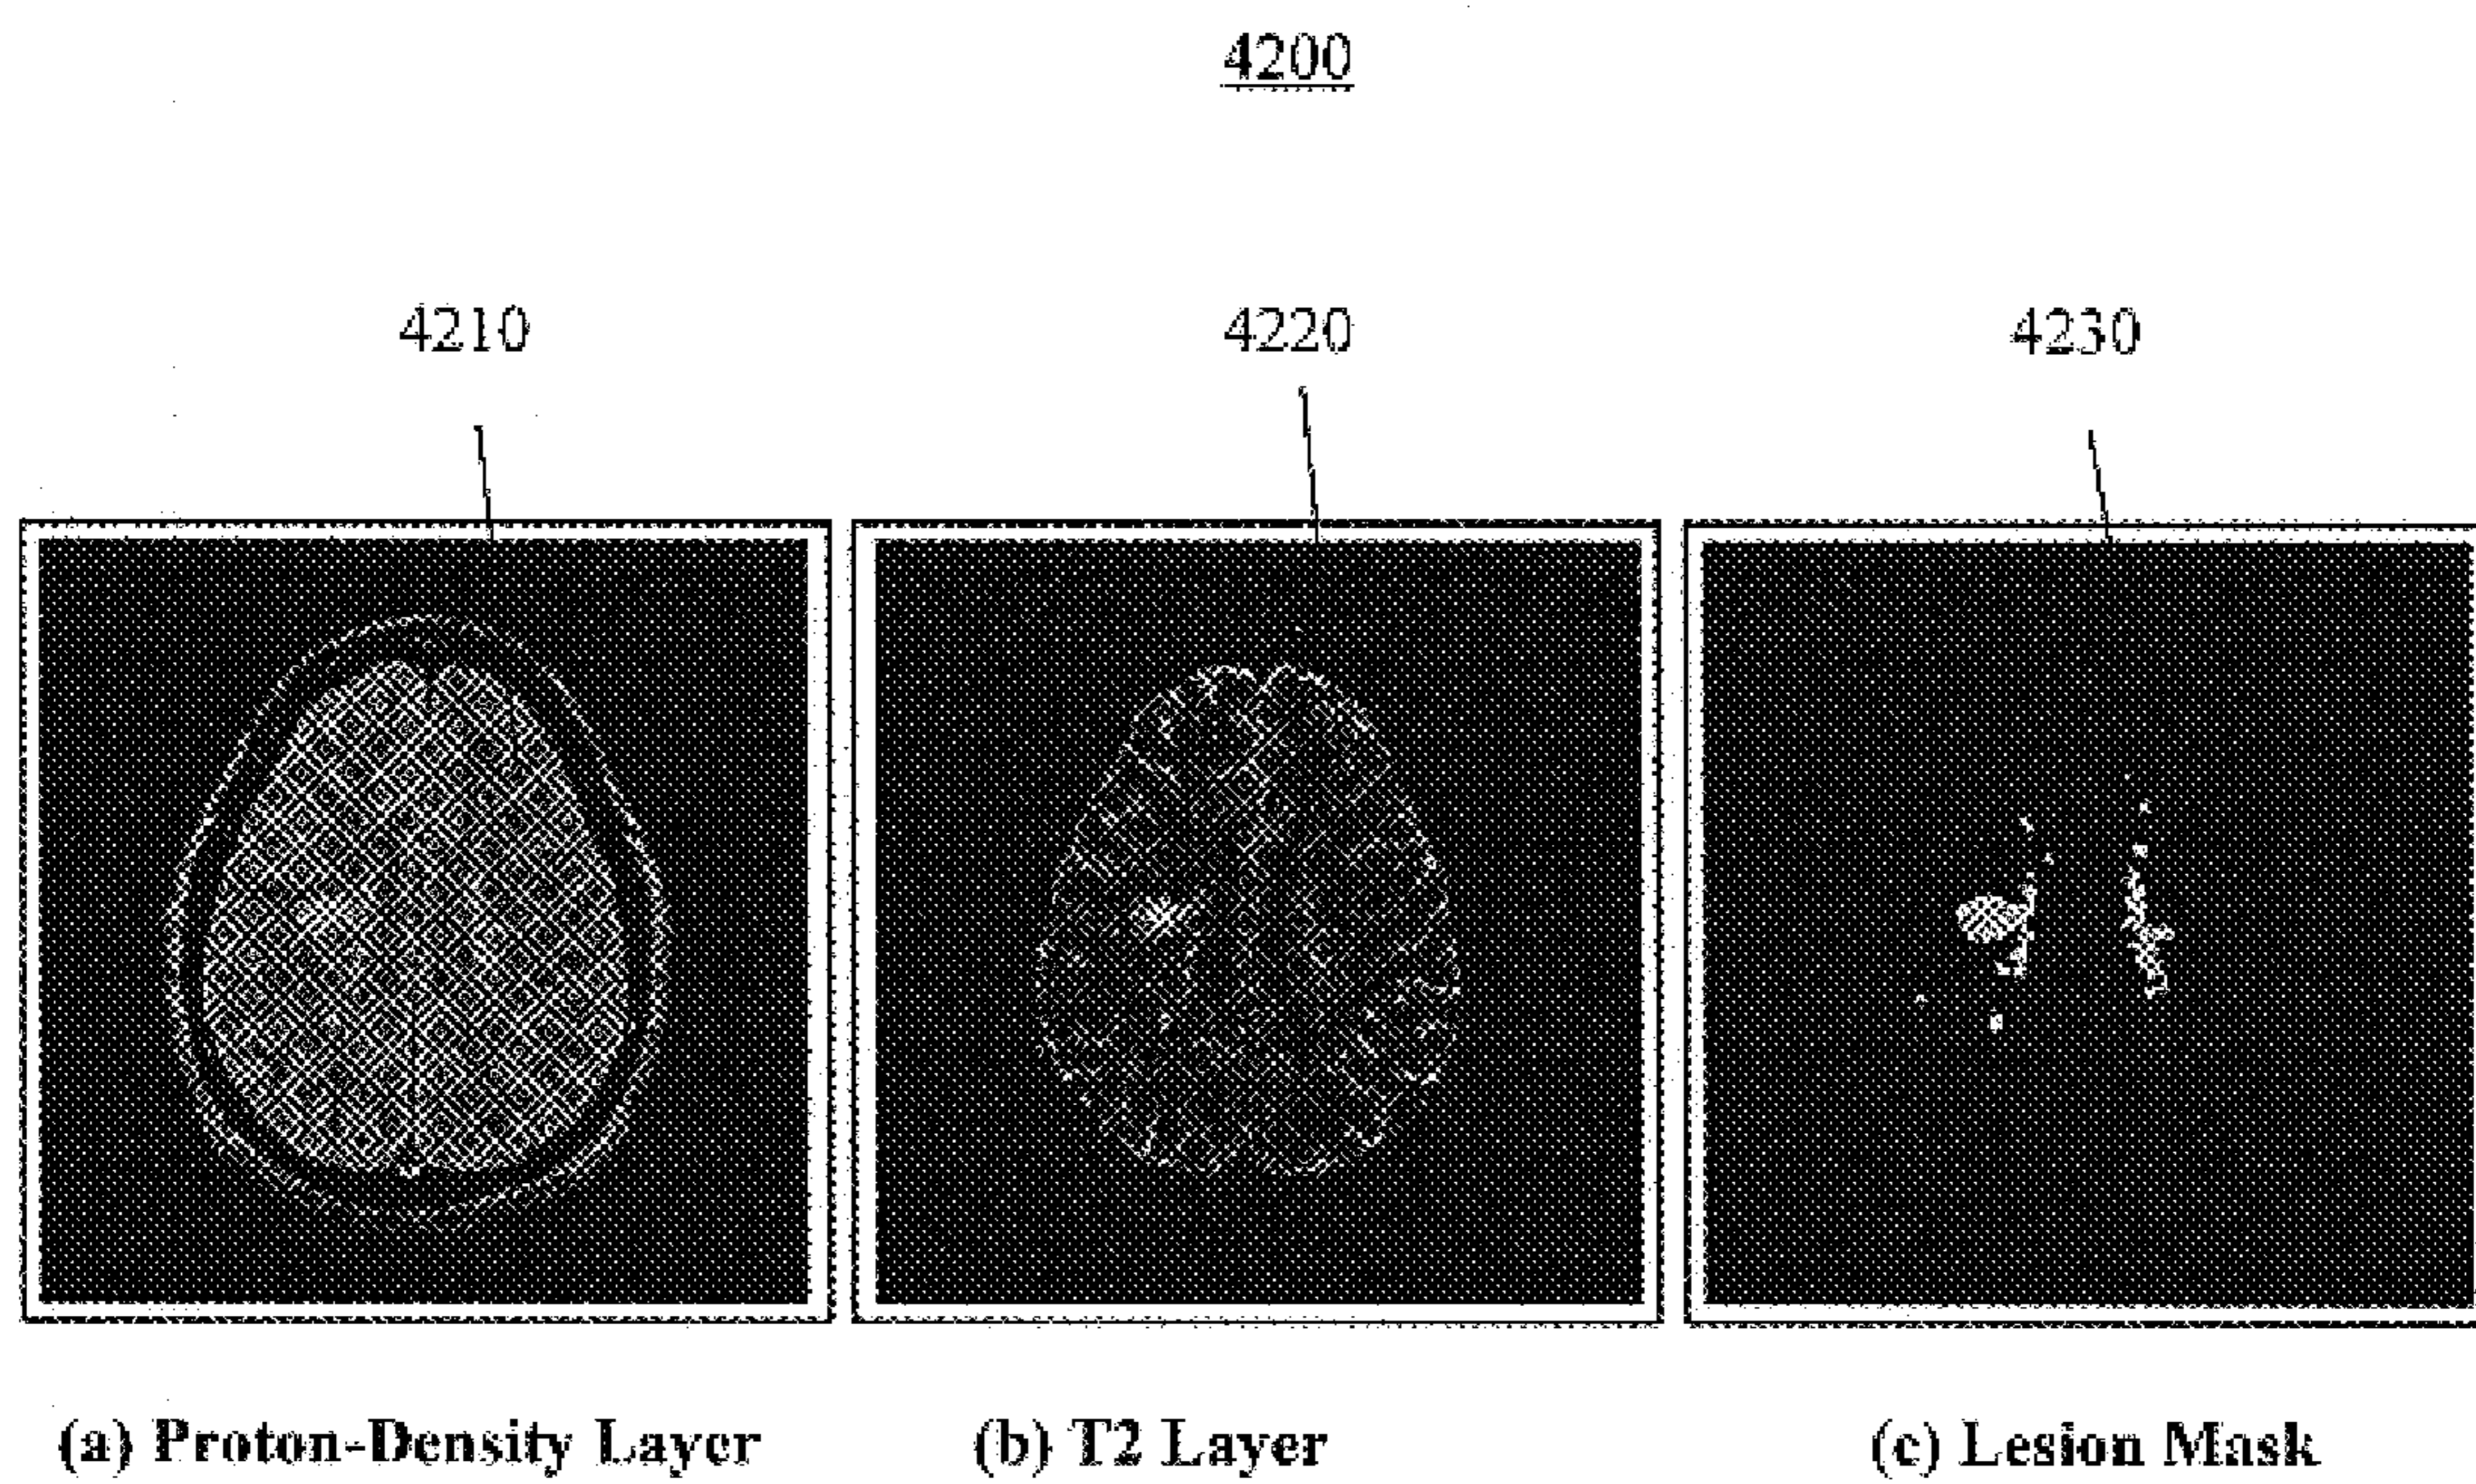 4200
4210 4220 4230
(a) Proton-Density Layer (b) T2 Layer (c) Lesion Mask